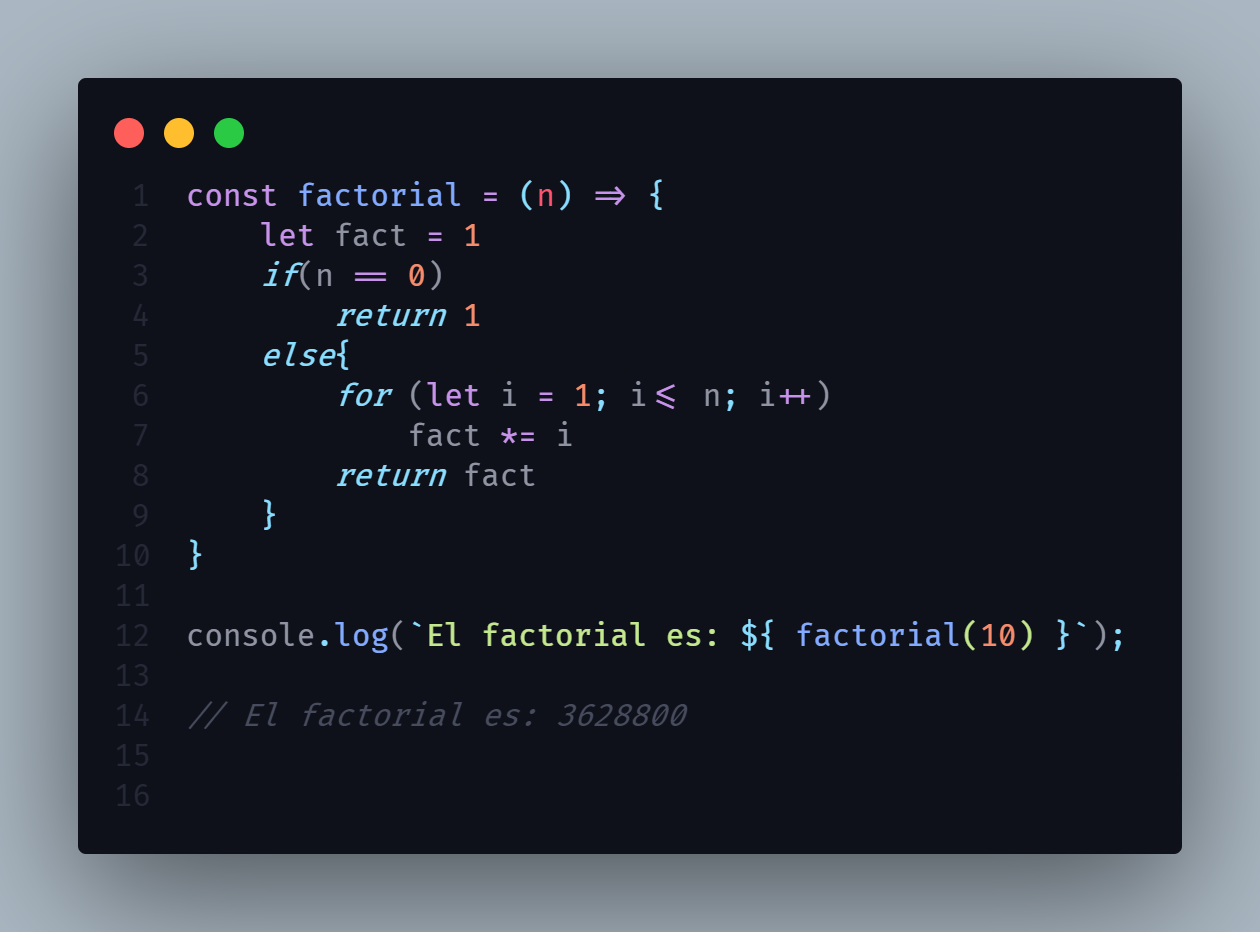 1 const factorial = (n) => {
2     let fact = 1
3     if(n == 0)
4         return 1
5     else{
6         for (let i = 1; i<= n; i++)
7             fact *= i
8         return fact
9     }
10 }
11
12 console.log(`El factorial es: ${ factorial(10) }`);
13
14 // El factorial es: 3628800
15
16